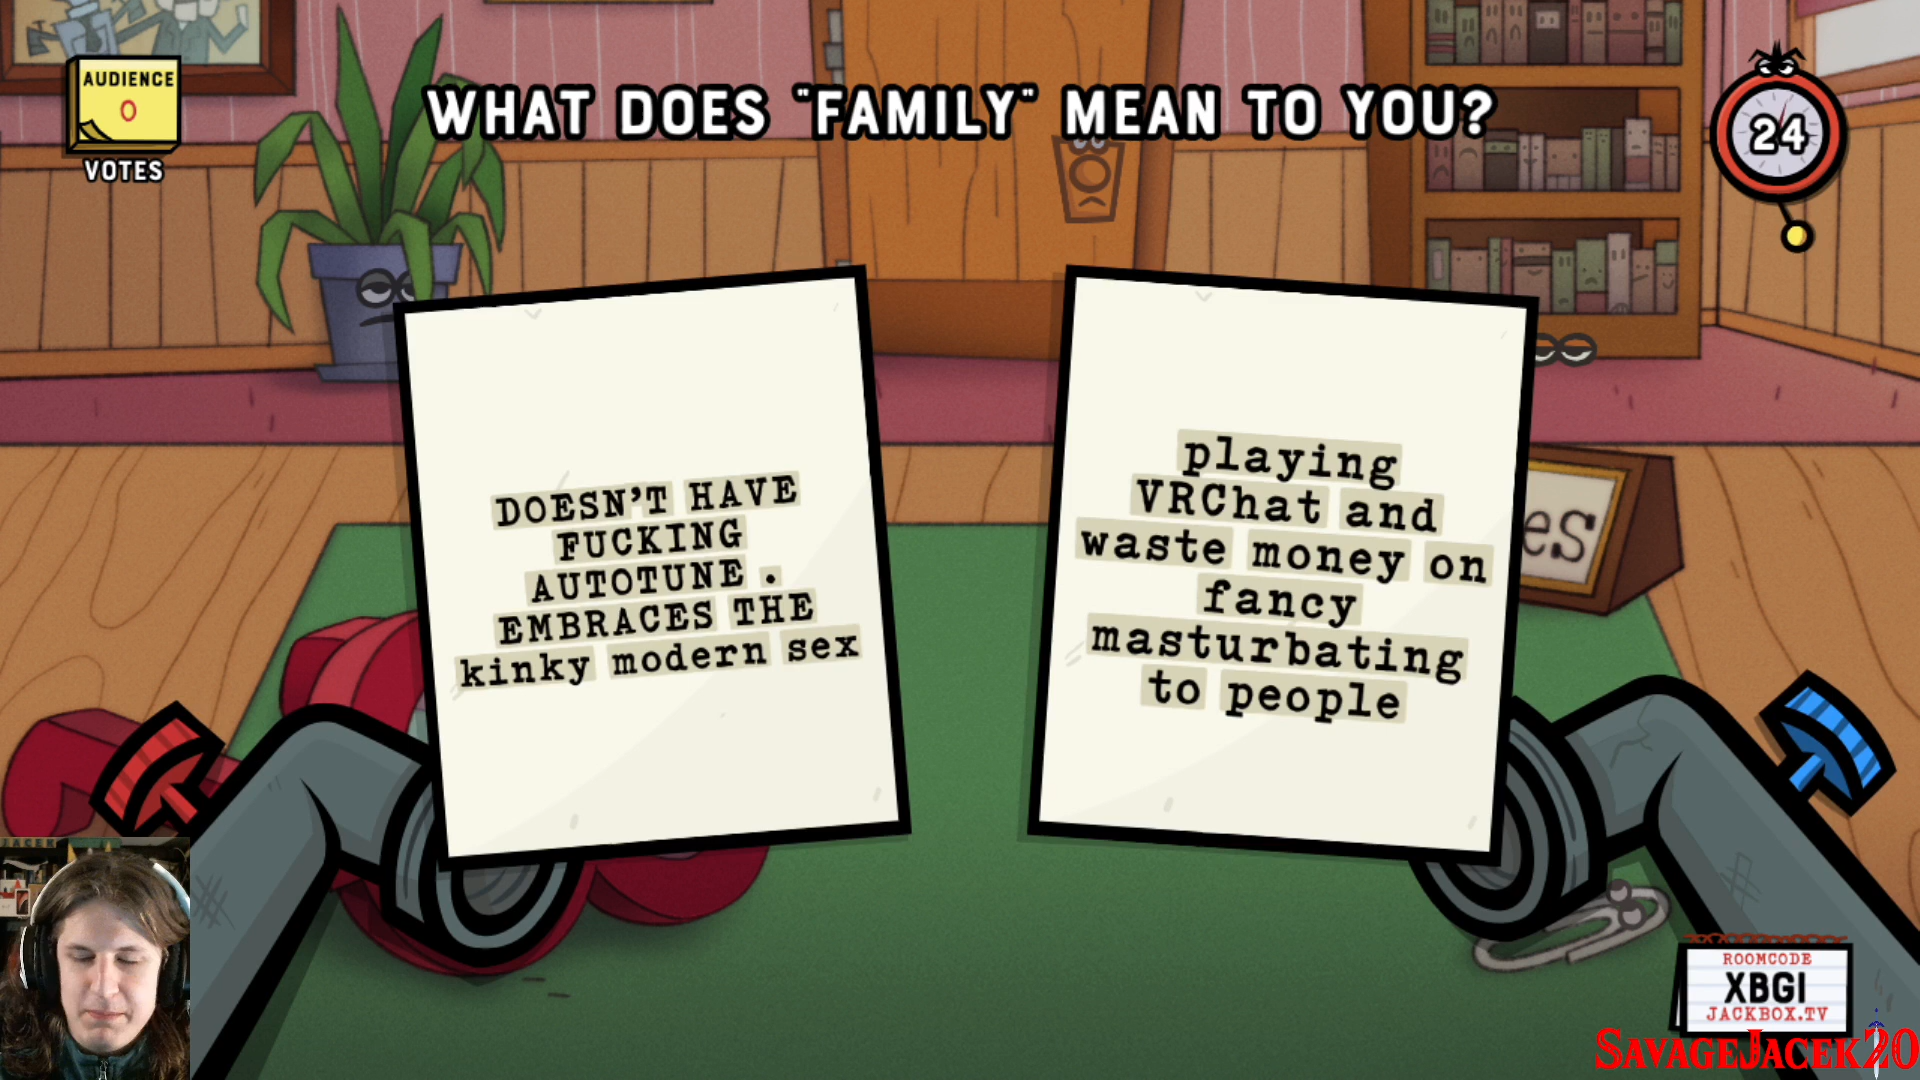 AUDIENCE
0
VOTES
WHAT DOES "FAMILY" MEAN TO YOU?
24
DOESN'T HAVE
FUCKING
AUTOTUNE .
EMBRACES THE
kinky modern sex
playing
VRChat and
waste money on
fancy
masturbating
to people
es
ROOMCODE
XBGI
JACKBOX.TV
SAVAGEJACEK20